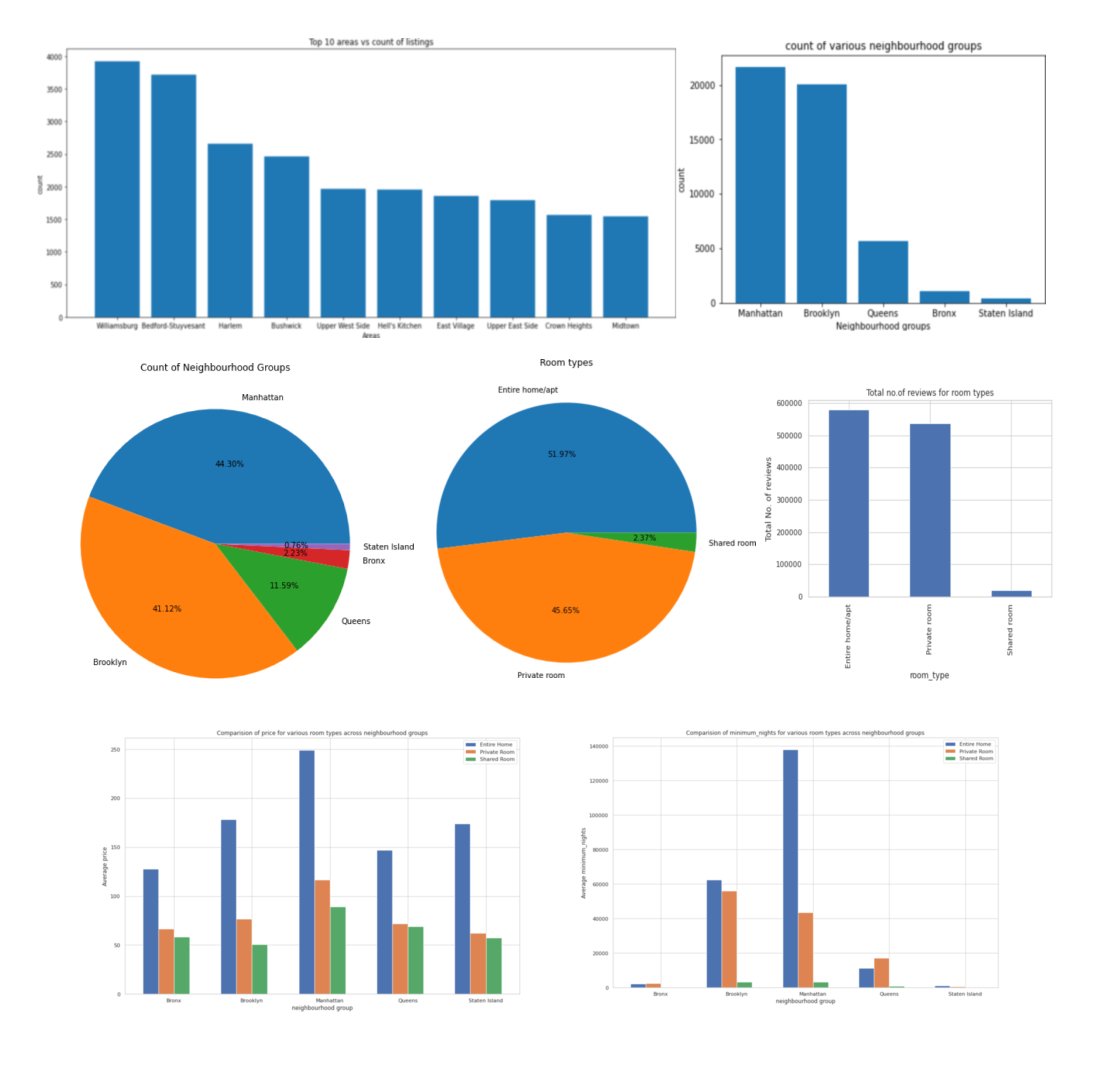 Top 10 areas vs count of listings
4000
3500
3000
2500
2000
1500
1000
500
0
count
Williamsburg Bedford-Stuyvesant Harlem Bushwick Upper West Side Hell's Kitchen East Village Upper East Side Crown Heights Midtown
Areas
count of various neighbourhood groups
20000
15000
10000
5000
0
count
Manhattan Brooklyn Queens Bronx Staten Island
Neighbourhood groups
Count of Neighbourhood Groups
Manhattan
44.30%
0.76%
Staten Island
2.23%
Bronx
11.59%
Queens
41.12%
Brooklyn
Room types
Entire home/apt
51.97%
2.37%
Shared room
45.65%
Private room
Total no.of reviews for room types
600000
500000
400000
300000
200000
100000
0
Total No. of reviews
Entire home/apt
Private room
Shared room
room_type
Comparision of price for various room types across neighbourhood groups
Entire Home
Private Room
Shared Room
250
200
150
100
50
0
Average price
Bronx Brooklyn Manhattan Queens Staten Island
neighbourhood group
Comparision of minimum_nights for various room types across neighbourhood groups
Entire Home
Private Room
Shared Room
140000
120000
100000
80000
60000
40000
20000
0
Average minimum_nights
Bronx Brooklyn Manhattan Queens Staten Island
neighbourhood group